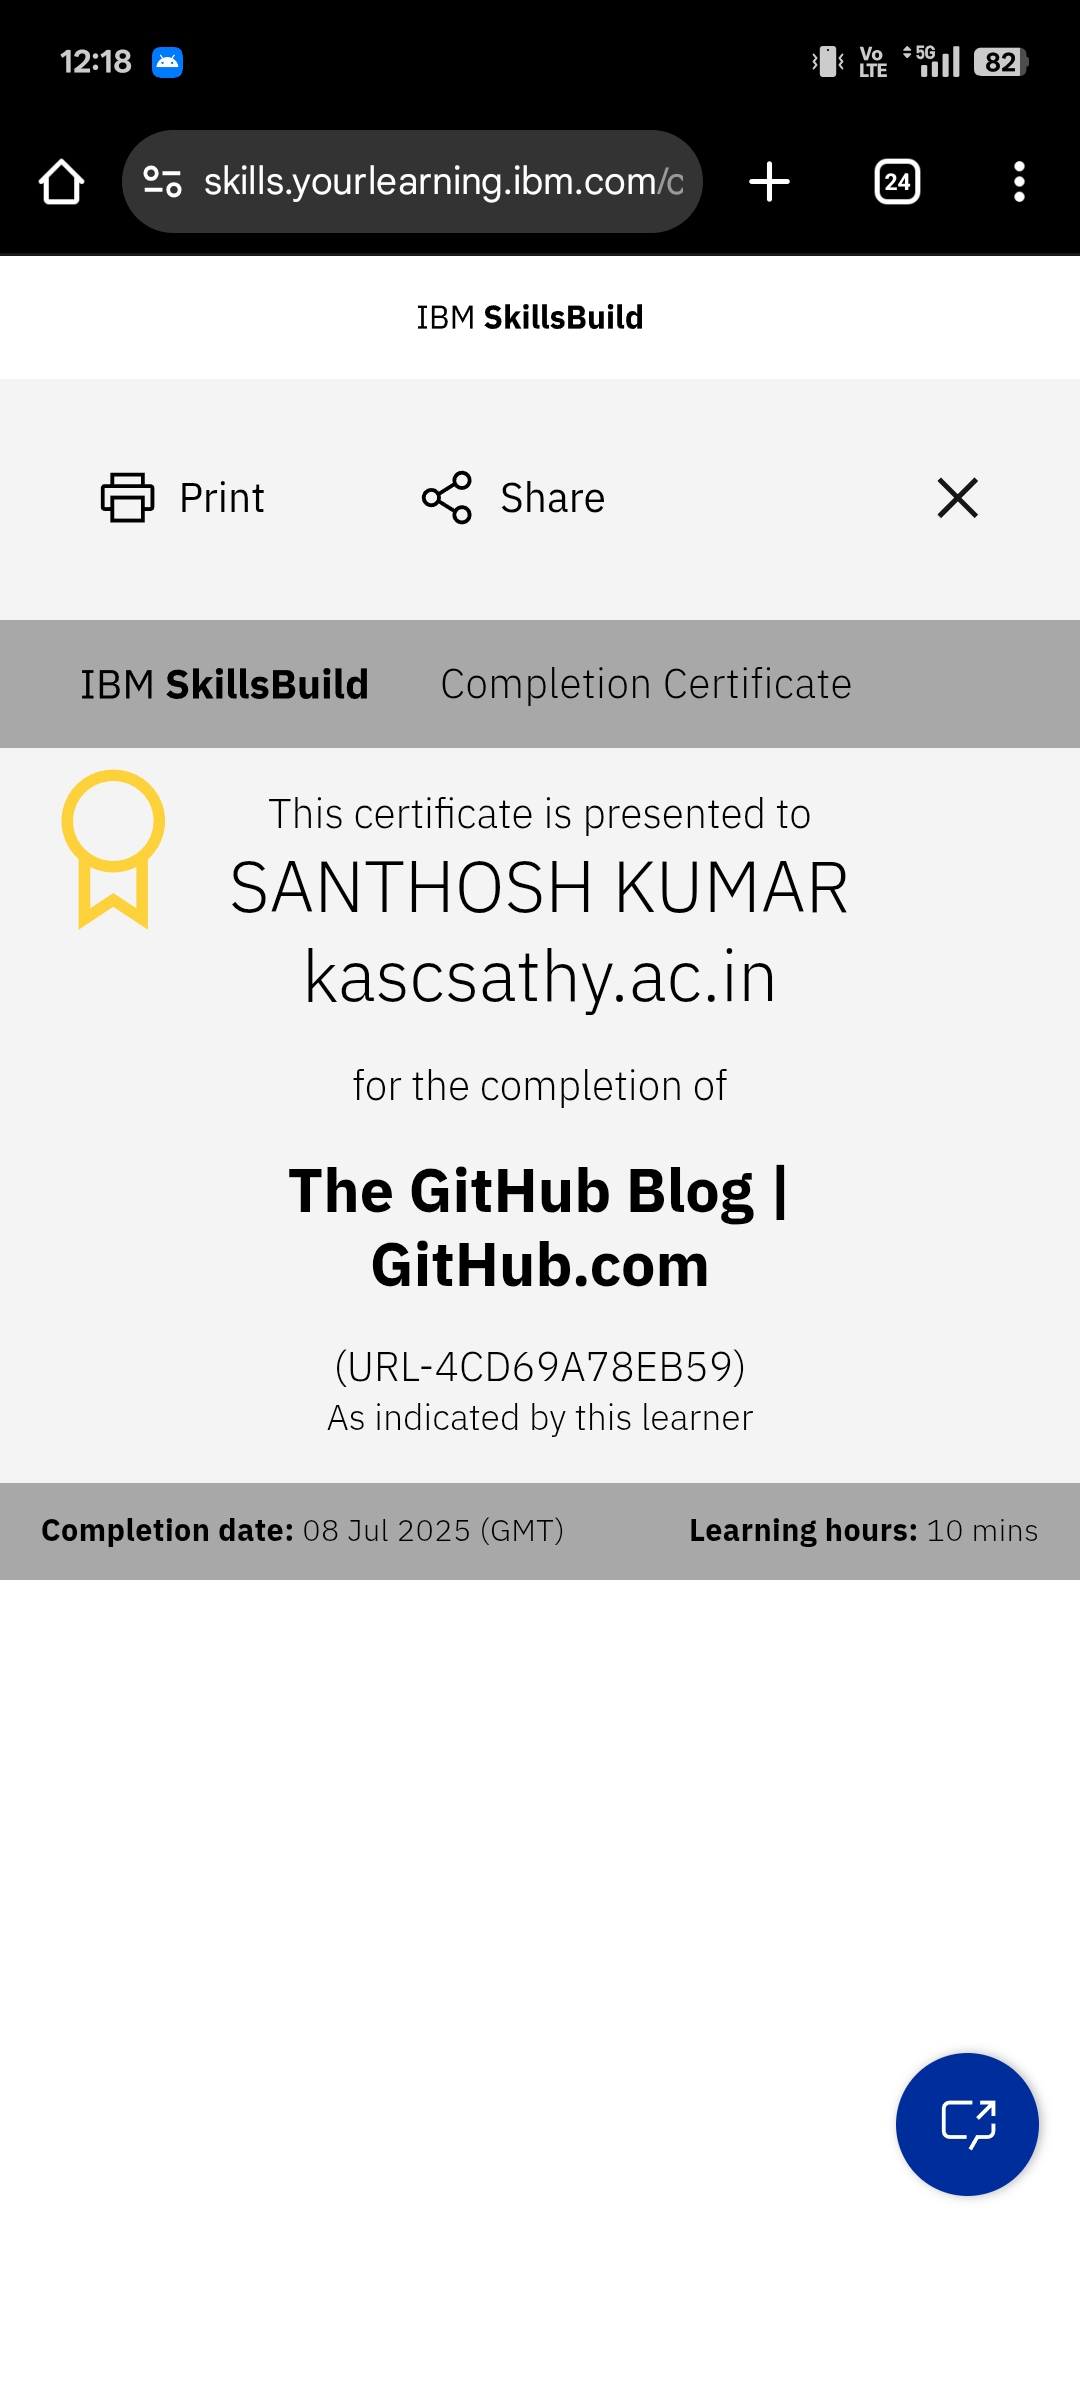 12:18
Vo
LTE
5G
82
skills.yourlearning.ibm.com/c
24
IBM SkillsBuild
Print
Share
IBM SkillsBuild
Completion Certificate
This certificate is presented to
SANTHOSH KUMAR
kascsathy.ac.in
for the completion of
The GitHub Blog |
GitHub.com
(URL-4CD69A78EB59)
As indicated by this learner
Completion date: 08 Jul 2025 (GMT)
Learning hours: 10 mins